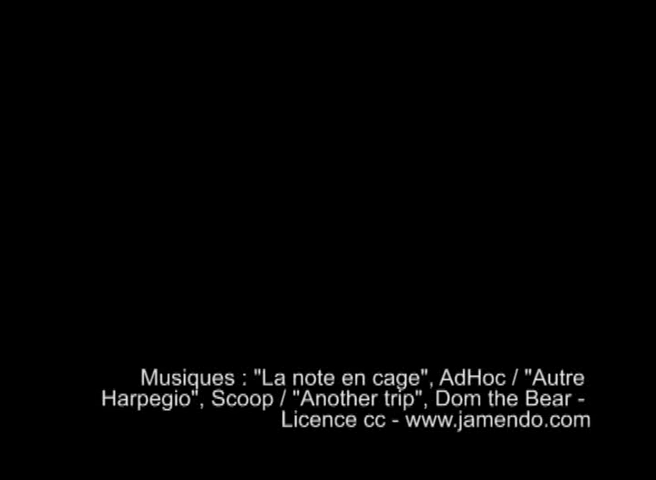 Musiques : "La note en cage", AdHoc / "Autre
Harpegio", Scoop / "Another trip", Dom the Bear -
Licence cc - www.jamendo.com